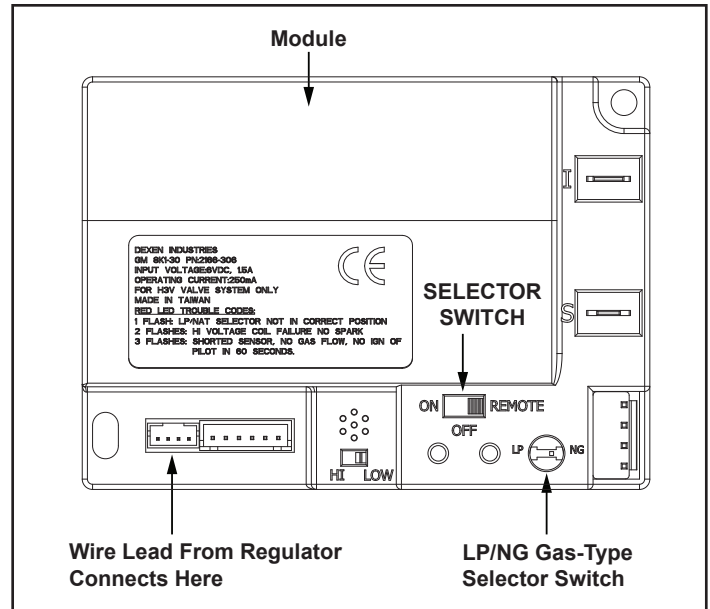 Module
I
DEXEN INDUSTRIES
GM 6K1-30 PN:2166-306
INPUT VOLTAGE:6VDC, 1.5A
OPERATING CURRENT:250mA
FOR H3V VALVE SYSTEM ONLY
MADE IN TAIWAN
RED LED TROUBLE CODES:
1 FLASH: LP/NAT SELECTOR NOT IN CORRECT POSITION
2 FLASHES: HI VOLTAGE COIL FAILURE NO SPARK
3 FLASHES: SHORTED SENSOR, NO GAS FLOW, NO IGN OF
PILOT IN 60 SECONDS.
CE
SELECTOR
SWITCH
S
ON REMOTE
OFF
LP NG
HI LOW
Wire Lead From Regulator
Connects Here
LP/NG Gas-Type
Selector Switch